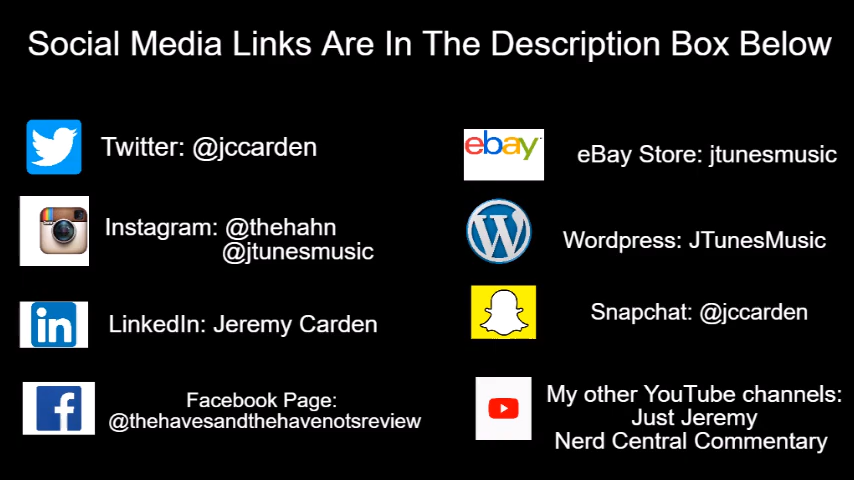 Social Media Links Are In The Description Box Below
Twitter: @jccarden
Instagram: @thehahn
@jtunesmusic
in LinkedIn: Jeremy Carden
f
Facebook Page:
@thehavesandthehavenotsreview
ebay
eBay Store: jtunesmusic
W
Wordpress: JTunesMusic
Snapchat: @jccarden
My other YouTube channels:
Just Jeremy
Nerd Central Commentary